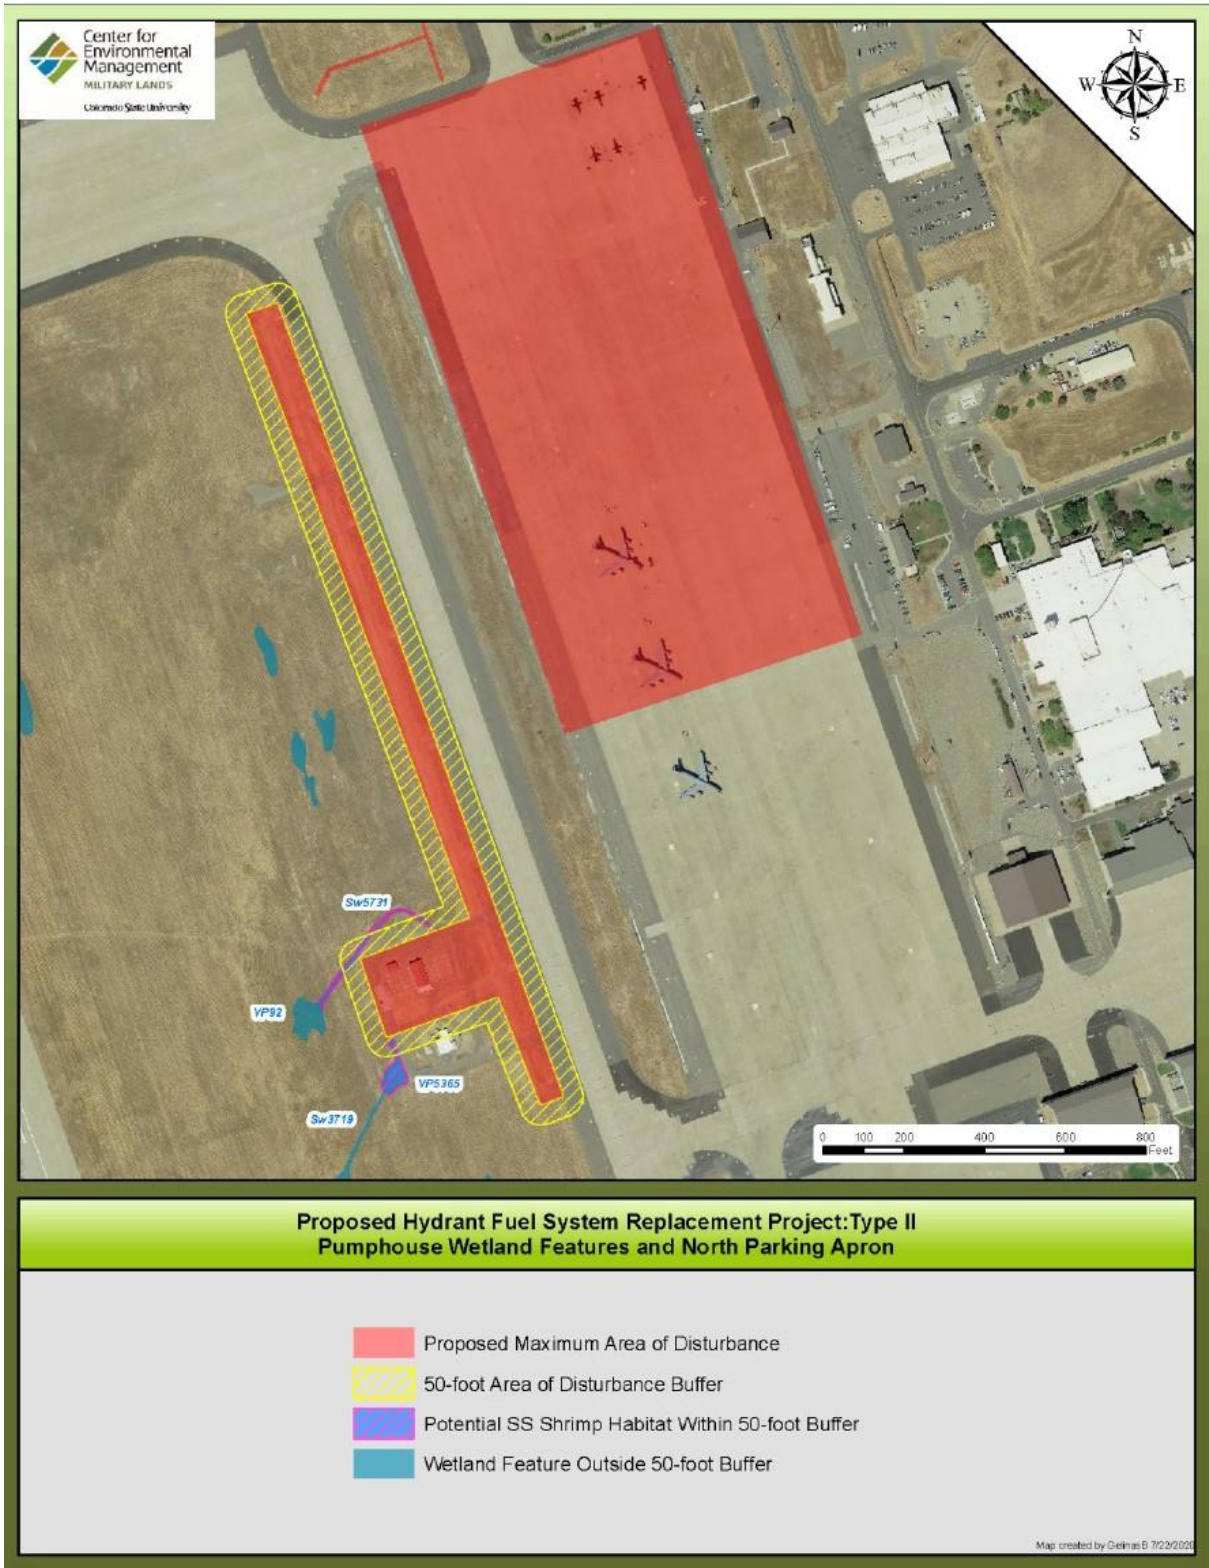 Center for
Environmental
Management
MILITARY LANDS
Colorado State University
N
W E
S
Sw5731
VP92
VP5365
Sw3719
0 100 200 400 600 800
Feet
Proposed Hydrant Fuel System Replacement Project:Type II
Pumphouse Wetland Features and North Parking Apron
Proposed Maximum Area of Disturbance
50-foot Area of Disturbance Buffer
Potential SS Shrimp Habitat Within 50-foot Buffer
Wetland Feature Outside 50-foot Buffer
Map created by Gelinas B 7/22/2020